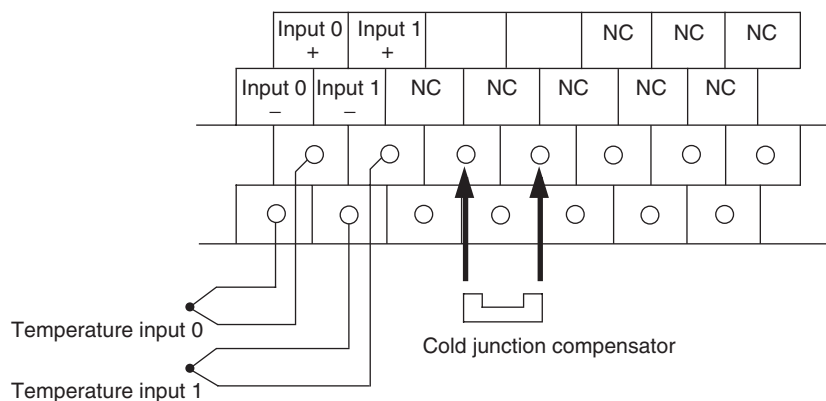 Input 0 Input 1 NC NC NC
+ +
Input 0 Input 1 NC NC NC NC NC
– –
Temperature input 0
Cold junction compensator
Temperature input 1